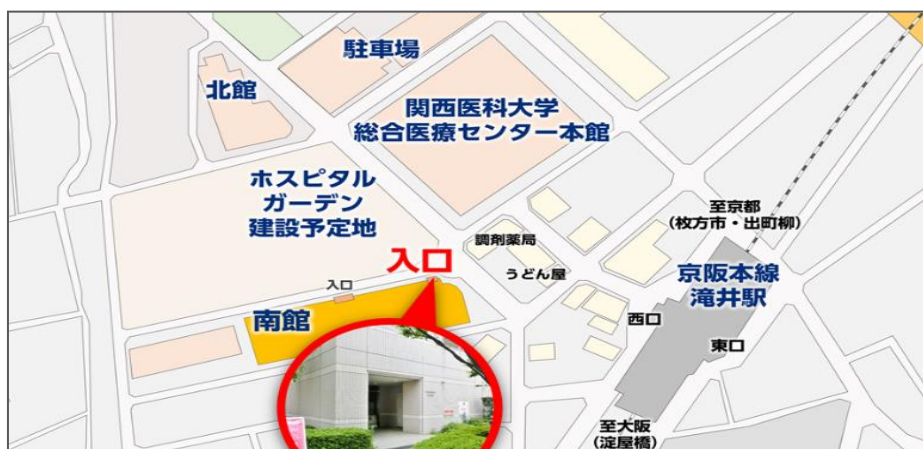 駐車場
北館
関西医科大学
総合医療センター本館
ホスピタル
ガーデン
建設予定地
至京都
(枚方市・出町柳)
調剤薬局
入口
うどん屋
京阪本線
滝井駅
入口
南館
西口
東口
至大阪
(淀屋橋)